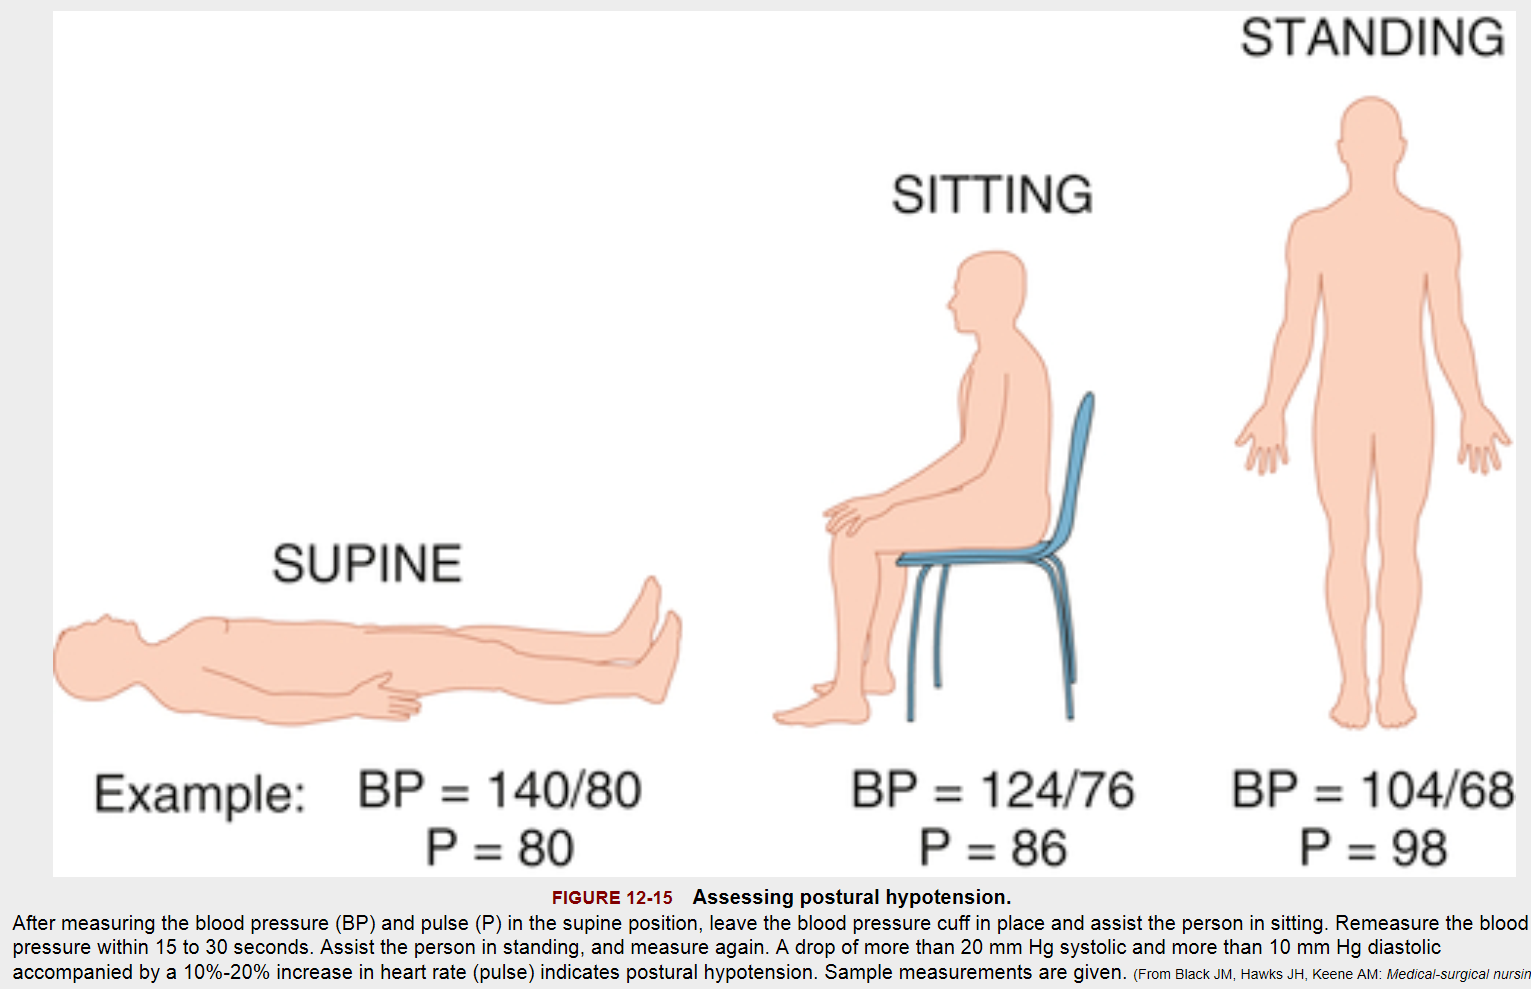 STANDING
SITTING
SUPINE
Example: BP = 140/80 BP = 124/76 BP = 104/68
P = 80 P = 86 P = 98
FIGURE 12-15 Assessing postural hypotension.
After measuring the blood pressure (BP) and pulse (P) in the supine position, leave the blood pressure cuff in place and assist the person in sitting. Remeasure the blood
pressure within 15 to 30 seconds. Assist the person in standing, and measure again. A drop of more than 20 mm Hg systolic and more than 10 mm Hg diastolic
accompanied by a 10%-20% increase in heart rate (pulse) indicates postural hypotension. Sample measurements are given. (From Black JM, Hawks JH, Keene AM: Medical-surgical nursin